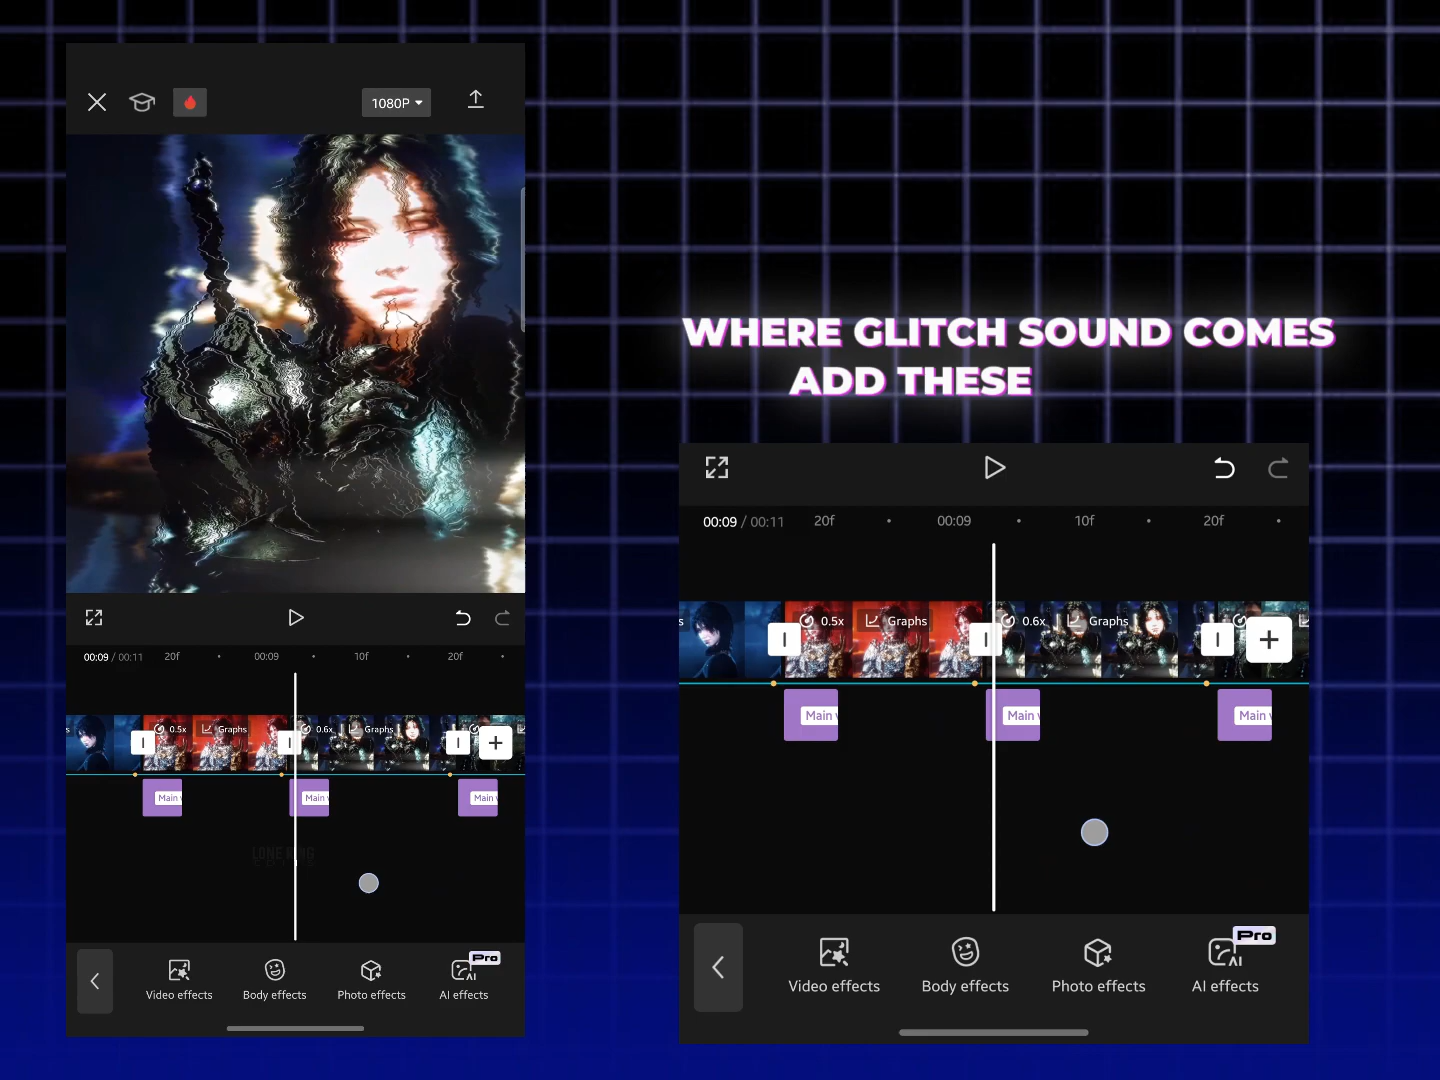 1080P
WHERE GLITCH SOUND COMES
ADD THESE
00:09 / 00:11 20f 00:09 10f 20f
0.5x Graphs 0.6x Graphs
Main Main Main
Video effects Body effects Photo effects AI effects
Pro
00:09 / 00:11 20f 00:09 10f 20f
s 0.5x Graphs 0.6x Graphs
Main Main Main
Pro
Video effects Body effects Photo effects AI effects